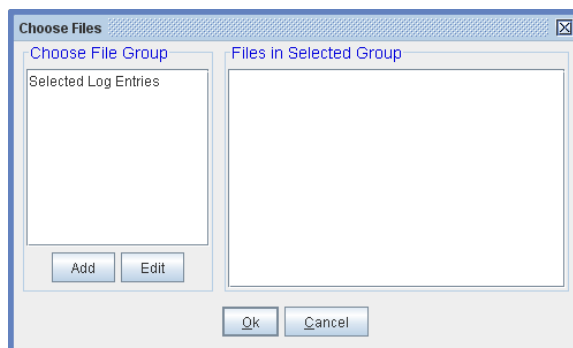 Choose Files
Choose File Group
Files in Selected Group
Selected Log Entries
Add
Edit
Ok
Cancel